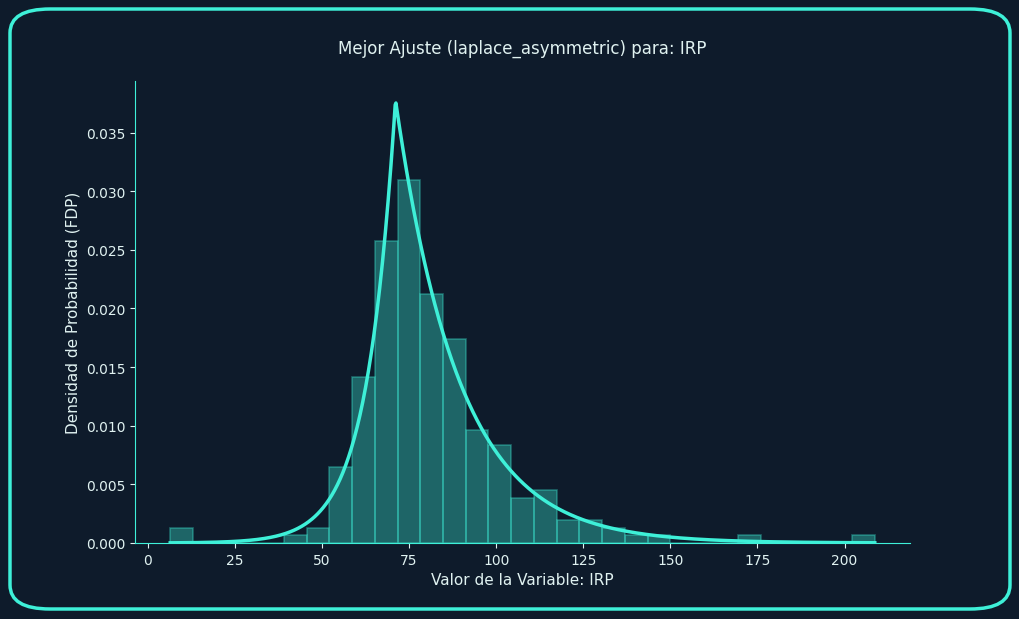 Mejor Ajuste (laplace_asymmetric) para: IRP
Densidad de Probabilidad (FDP)
0.035
0.030
0.025
0.020
0.015
0.010
0.005
0.000
0 25 50 75 100 125 150 175 200
Valor de la Variable: IRP